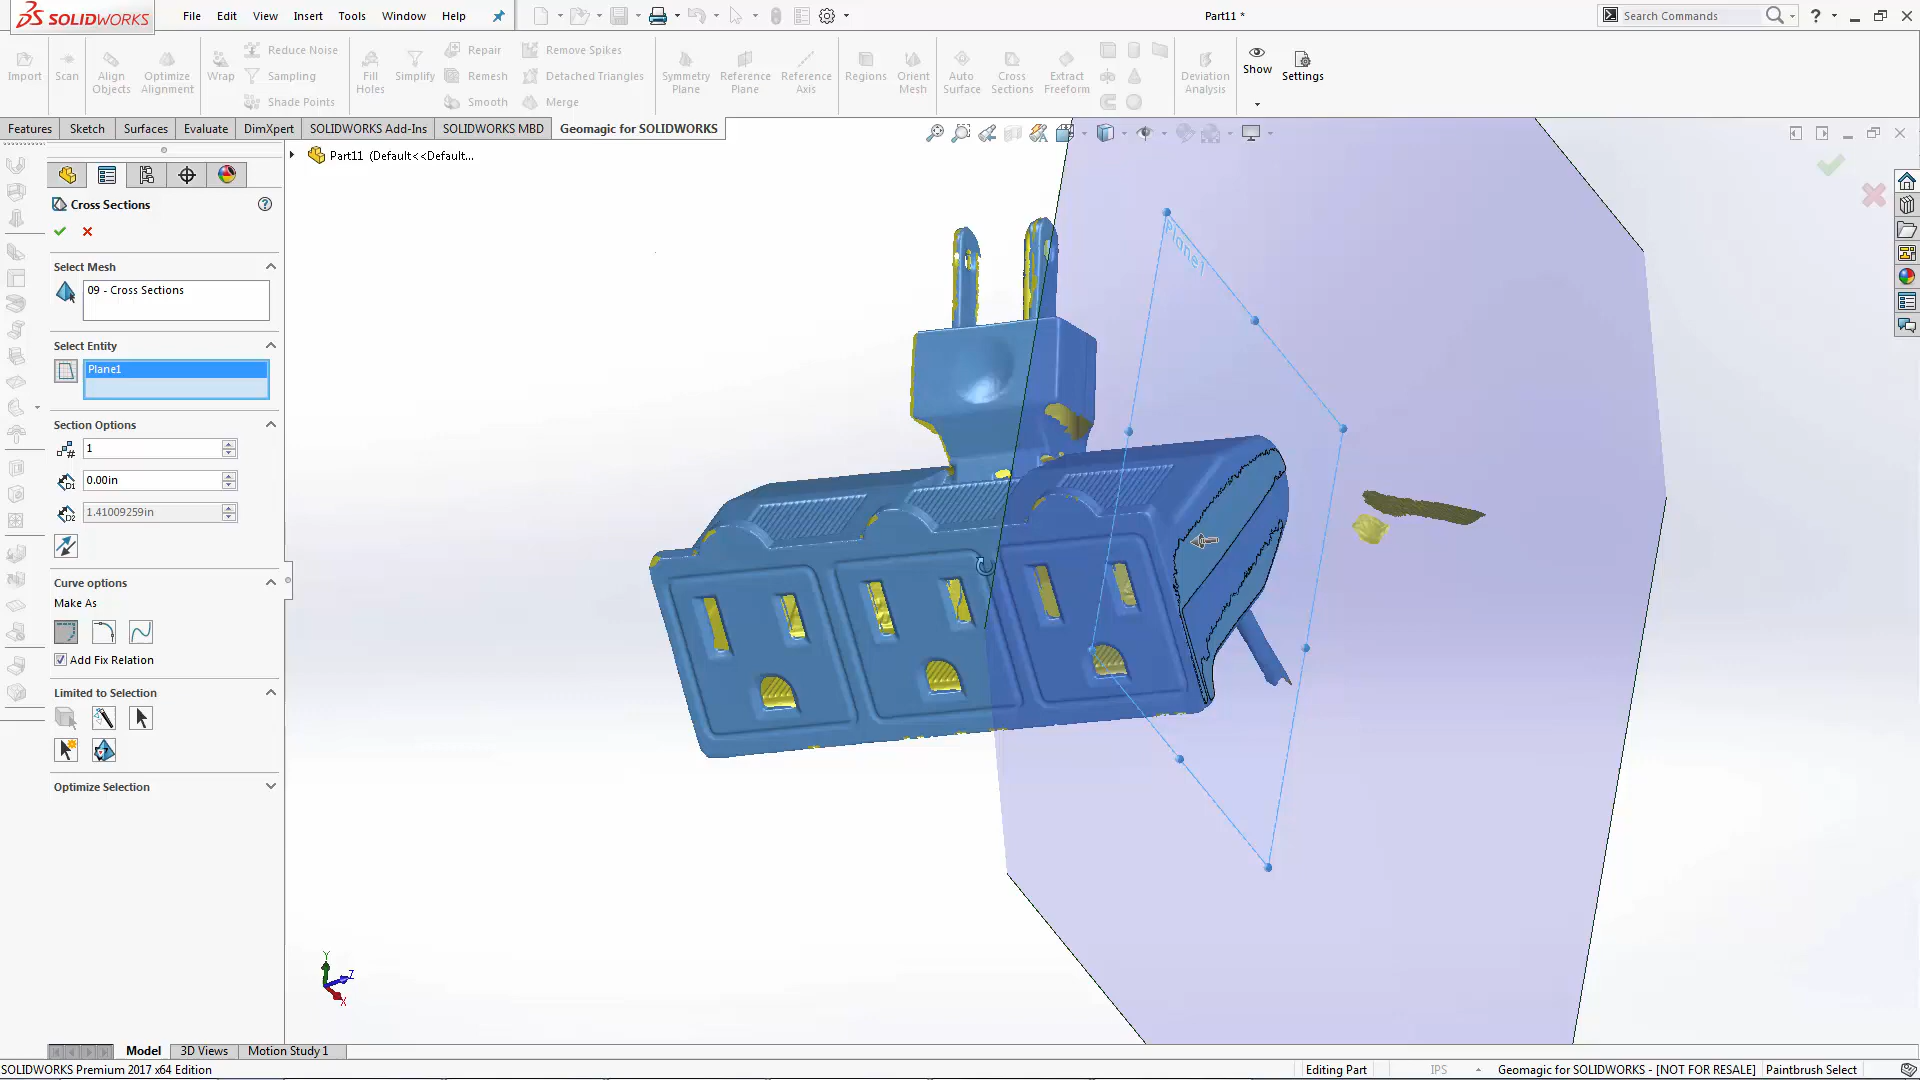 SOLIDWORKS
File Edit View Insert Tools Window Help
Part11 *
Search Commands
Import
Scan
Align Objects
Optimize Alignment
Wrap
Reduce Noise
Sampling
Shade Points
Fill Holes
Simplify
Repair
Remesh
Smooth
Remove Spikes
Detached Triangles
Merge
Symmetry Plane
Reference Plane
Reference Axis
Regions
Orient Mesh
Auto Surface
Cross Sections
Extract Freeform
Deviation Analysis
Show
Settings
Features Sketch Surfaces Evaluate DimXpert SOLIDWORKS Add-Ins SOLIDWORKS MBD Geomagic for SOLIDWORKS
Part11 (Default<<Default...
Cross Sections
Select Mesh
09 - Cross Sections
Select Entity
Plane1
Section Options
1
D1 0.00in
D2 1.41009259in
Curve options
Make As
Add Fix Relation
Limited to Selection
Optimize Selection
Plane1
Y
Z
X
Model 3D Views Motion Study 1
SOLIDWORKS Premium 2017 x64 Edition
Editing Part
IPS
Geomagic for SOLIDWORKS - [NOT FOR RESALE]
Paintbrush Select